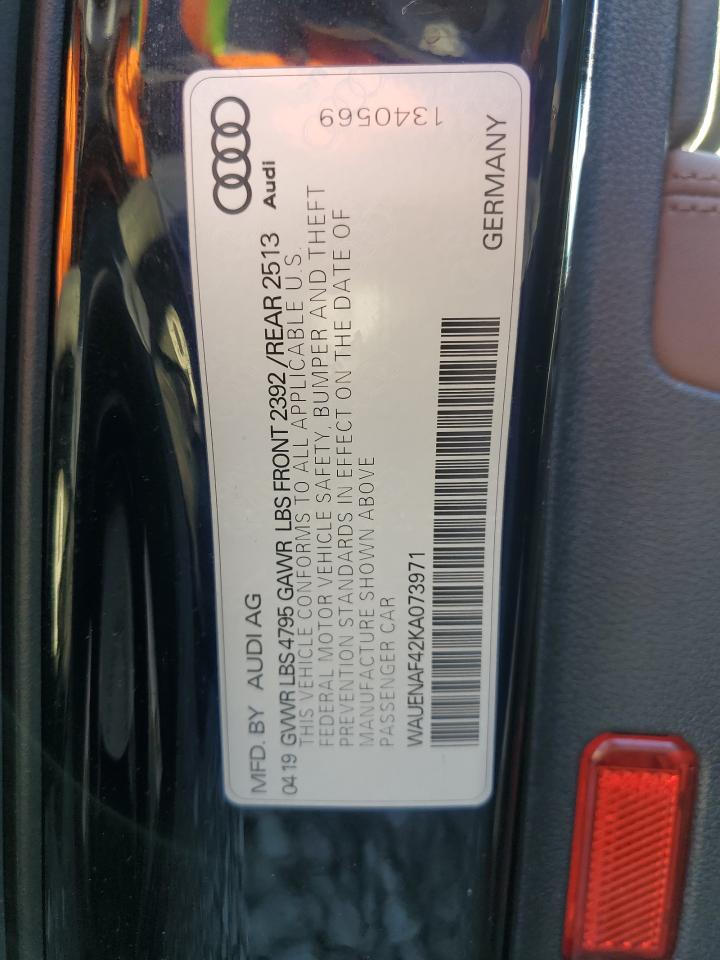 MFD. BY AUDI AG
04 19 GVWR LBS 4795 GAWR LBS FRONT 2392 / REAR 2513
THIS VEHICLE CONFORMS TO ALL APPLICABLE U.S.
FEDERAL MOTOR VEHICLE SAFETY, BUMPER AND THEFT
PREVENTION STANDARDS IN EFFECT ON THE DATE OF
MANUFACTURE SHOWN ABOVE
PASSENGER CAR
WAUENAF42KA073971
GERMANY
Audi
1340569